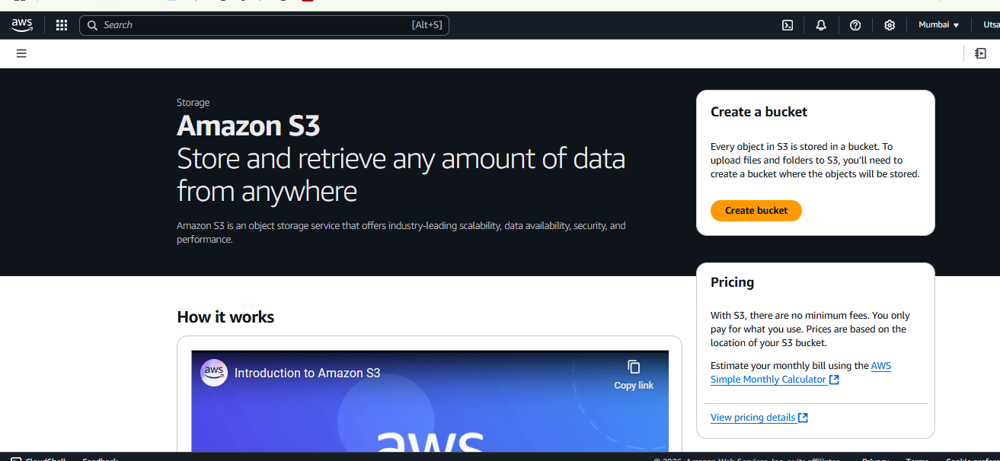 aws
Search
[Alt+S]
Mumbai
Utsa
Storage
Amazon S3
Store and retrieve any amount of data
from anywhere
Amazon S3 is an object storage service that offers industry-leading scalability, data availability, security, and
performance.
Create a bucket
Every object in S3 is stored in a bucket. To
upload files and folders to S3, you'll need to
create a bucket where the objects will be stored.
Create bucket
Pricing
With S3, there are no minimum fees. You only
pay for what you use. Prices are based on the
location of your S3 bucket.
Estimate your monthly bill using the AWS
Simple Monthly Calculator
View pricing details
How it works
aws
Introduction to Amazon S3
Copy link
aws
CloudShell
Feedback
© 2025, Amazon Web Services, Inc. or its affiliates.
Privacy
Terms
Cookie prefer